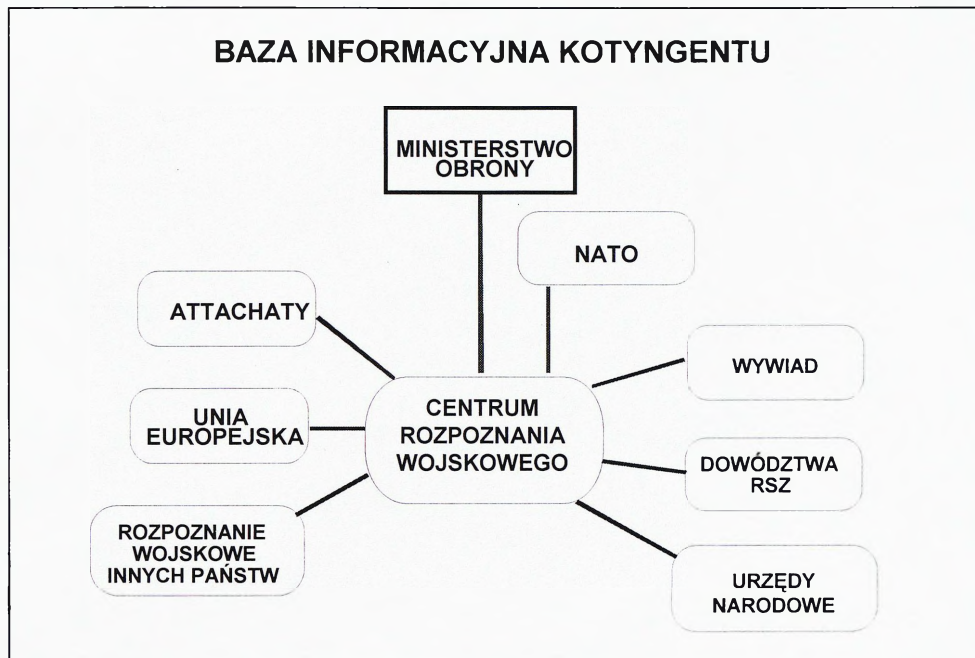 BAZA INFORMACYJNA KOTYNGENTU
MINISTERSTWO
OBRONY
NATO
ATTACHATY
WYWIAD
UNIA
EUROPEJSKA
CENTRUM
ROZPOZNANIA
WOJSKOWEGO
DOWÓDZTWA
RSZ
ROZPOZNANIE
WOJSKOWE
INNYCH PAŃSTW
URZĘDY
NARODOWE